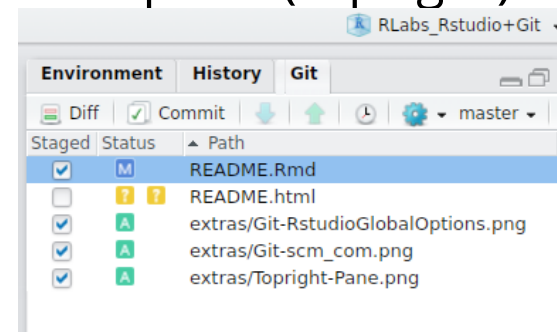 RLabs_Rstudio+Git
Environment History Git
Diff Commit master
Staged Status Path
M README.Rmd
? ? README.html
A extras/Git-RstudioGlobalOptions.png
A extras/Git-scm_com.png
A extras/Topright-Pane.png